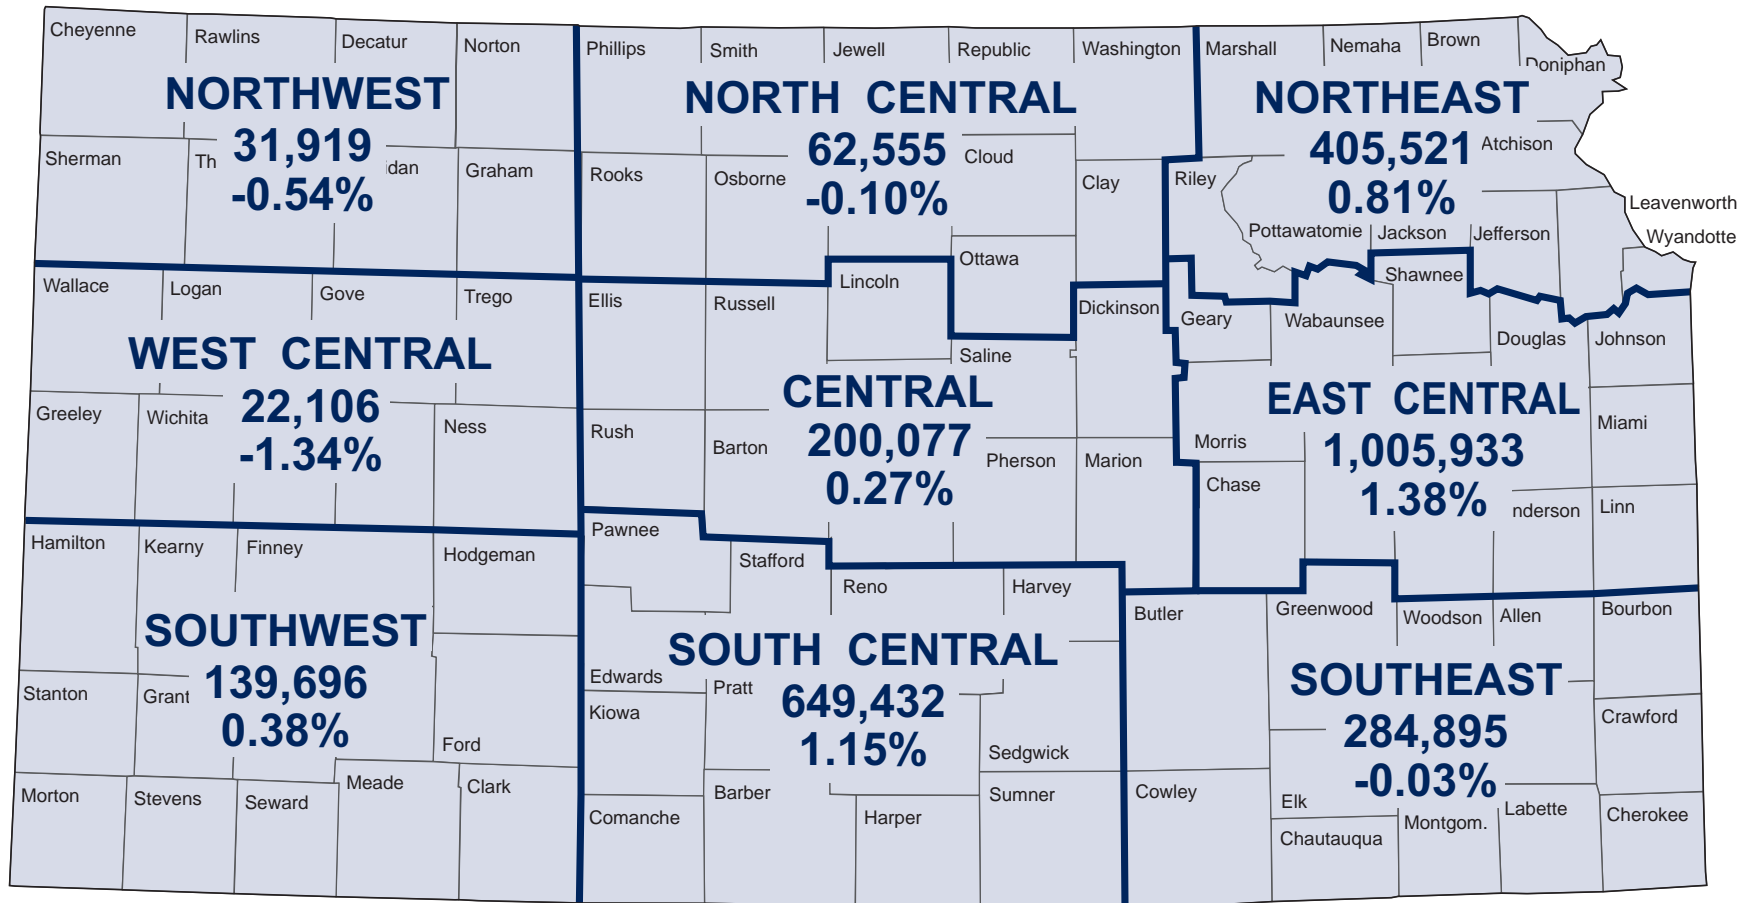 Cheyenne
Rawlins
Decatur
Norton
Phillips
Smith
Jewell
Republic
Washington
Marshall
Nemaha
Brown
Doniphan
NORTHWEST
31,919
-0.54%
NORTH CENTRAL
62,555
-0.10%
NORTHEAST
405,521
0.81%
Sherman
Th
idan
Graham
Rooks
Osborne
Cloud
Clay
Riley
Atchison
Leavenworth
Wyandotte
Pottawatomie
Jackson
Jefferson
Ottawa
Shawnee
Wallace
Logan
Gove
Trego
Ellis
Russell
Lincoln
Dickinson
Geary
Wabaunsee
Douglas
Johnson
Saline
WEST CENTRAL
22,106
-1.34%
CENTRAL
200,077
0.27%
EAST CENTRAL
1,005,933
1.38%
Greeley
Wichita
Ness
Rush
Barton
Pherson
Marion
Morris
Chase
Miami
nderson
Linn
Hamilton
Kearny
Finney
Hodgeman
Pawnee
Stafford
Reno
Harvey
Butler
Greenwood
Woodson
Allen
Bourbon
SOUTHWEST
139,696
0.38%
SOUTH CENTRAL
649,432
1.15%
SOUTHEAST
284,895
-0.03%
Stanton
Grant
Ford
Edwards
Pratt
Kiowa
Sedgwick
Crawford
Morton
Stevens
Seward
Meade
Clark
Comanche
Barber
Harper
Sumner
Cowley
Elk
Chautauqua
Montgom.
Labette
Cherokee